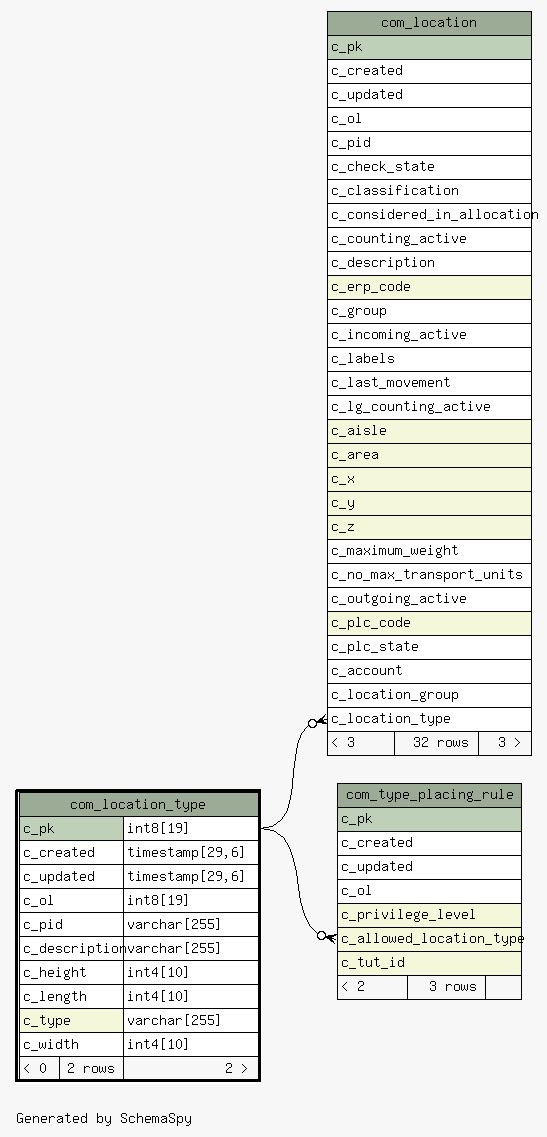 com_location
c_pk
c_created
c_updated
c_ol
c_pid
c_check_state
c_classification
c_considered_in_allocation
c_counting_active
c_description
c_erp_code
c_group
c_incoming_active
c_labels
c_last_movement
c_lg_counting_active
c_aisle
c_area
c_x
c_y
c_z
c_maximum_weight
c_no_max_transport_units
c_outgoing_active
c_plc_code
c_plc_state
c_account
c_location_group
c_location_type
< 3 32 rows 3 >
com_location_type
c_pk int8[19]
c_created timestamp[29,6]
c_updated timestamp[29,6]
c_ol int8[19]
c_pid varchar[255]
c_description varchar[255]
c_height int4[10]
c_length int4[10]
c_type varchar[255]
c_width int4[10]
< 0 2 rows 2 >
com_type_placing_rule
c_pk
c_created
c_updated
c_ol
c_privilege_level
c_allowed_location_type
c_tut_id
< 2 3 rows
Generated by SchemaSpy